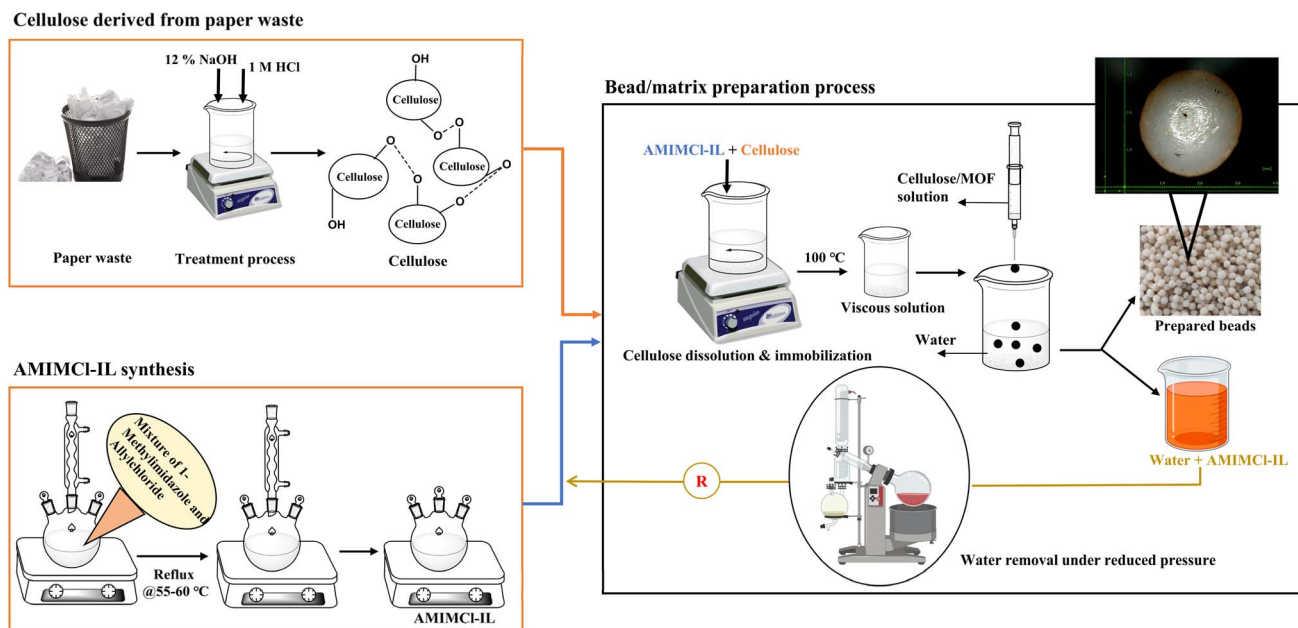 Cellulose derived from paper waste
12 % NaOH
1 M HCl
OH
Cellulose
O
O
O
Cellulose
O
Cellulose
O
O
Cellulose
OH
Paper waste
Treatment process
Cellulose
AMIMCl-IL synthesis
Mixture of 1-
Methylimidazole and
Allylchloride
Reflux
@55-60 °C
AMIMCl-IL
Bead/matrix preparation process
AMIMCl-IL + Cellulose
Cellulose/MOF
solution
100 °C
Viscous solution
Water
Cellulose dissolution & immobilization
Prepared beads
Water + AMIMCl-IL
R
Water removal under reduced pressure